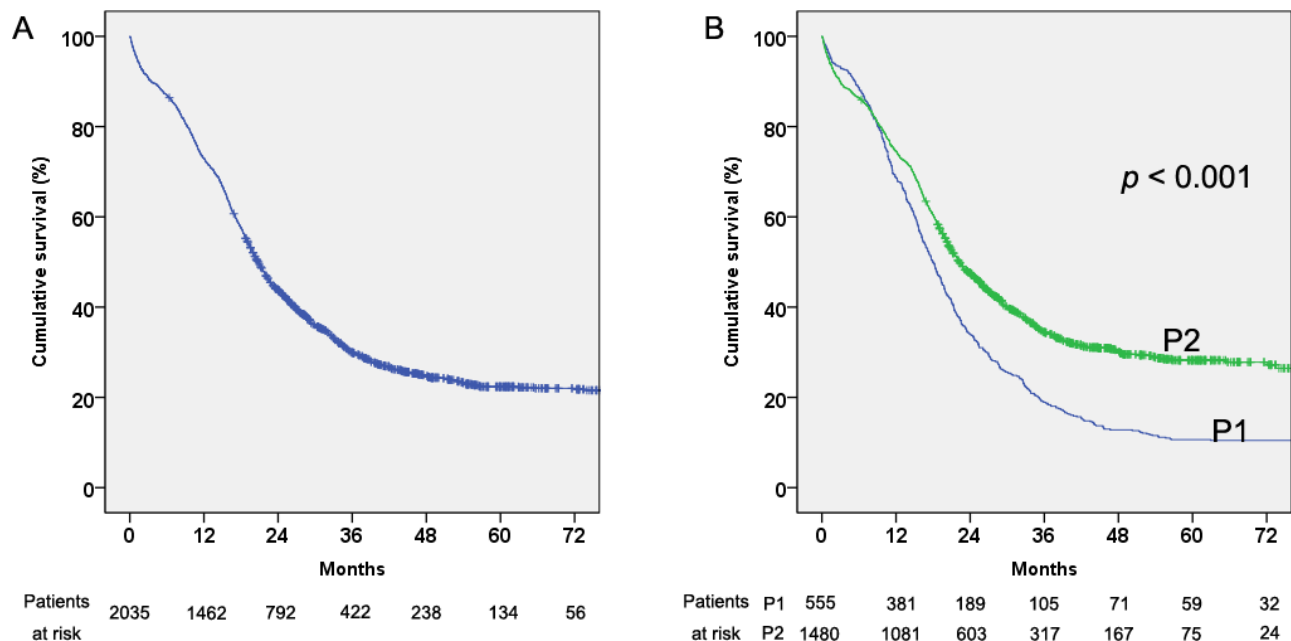 A
Cumulative survival (%)
100
80
60
40
20
0
0 12 24 36 48 60 72
Months
Patients at risk 2035 1462 792 422 238 134 56
B
Cumulative survival (%)
100
80
60
40
20
0
p < 0.001
P2
P1
0 12 24 36 48 60 72
Months
Patients P1 555 381 189 105 71 59 32
at risk P2 1480 1081 603 317 167 75 24